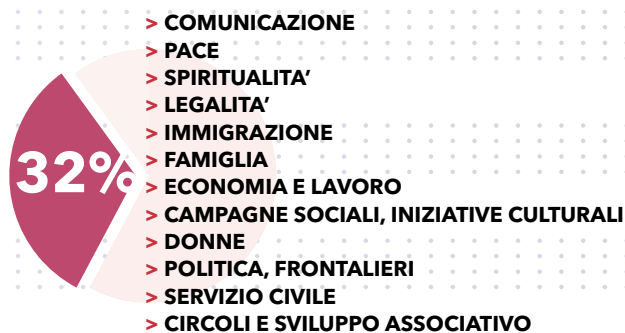 > COMUNICAZIONE
> PACE
> SPIRITUALITA’
> LEGALITA’
> IMMIGRAZIONE
> FAMIGLIA
32%
> ECONOMIA E LAVORO
> CAMPAGNE SOCIALI, INIZIATIVE CULTURALI
> DONNE
> POLITICA, FRONTALIERI
> SERVIZIO CIVILE
> CIRCOLI E SVILUPPO ASSOCIATIVO